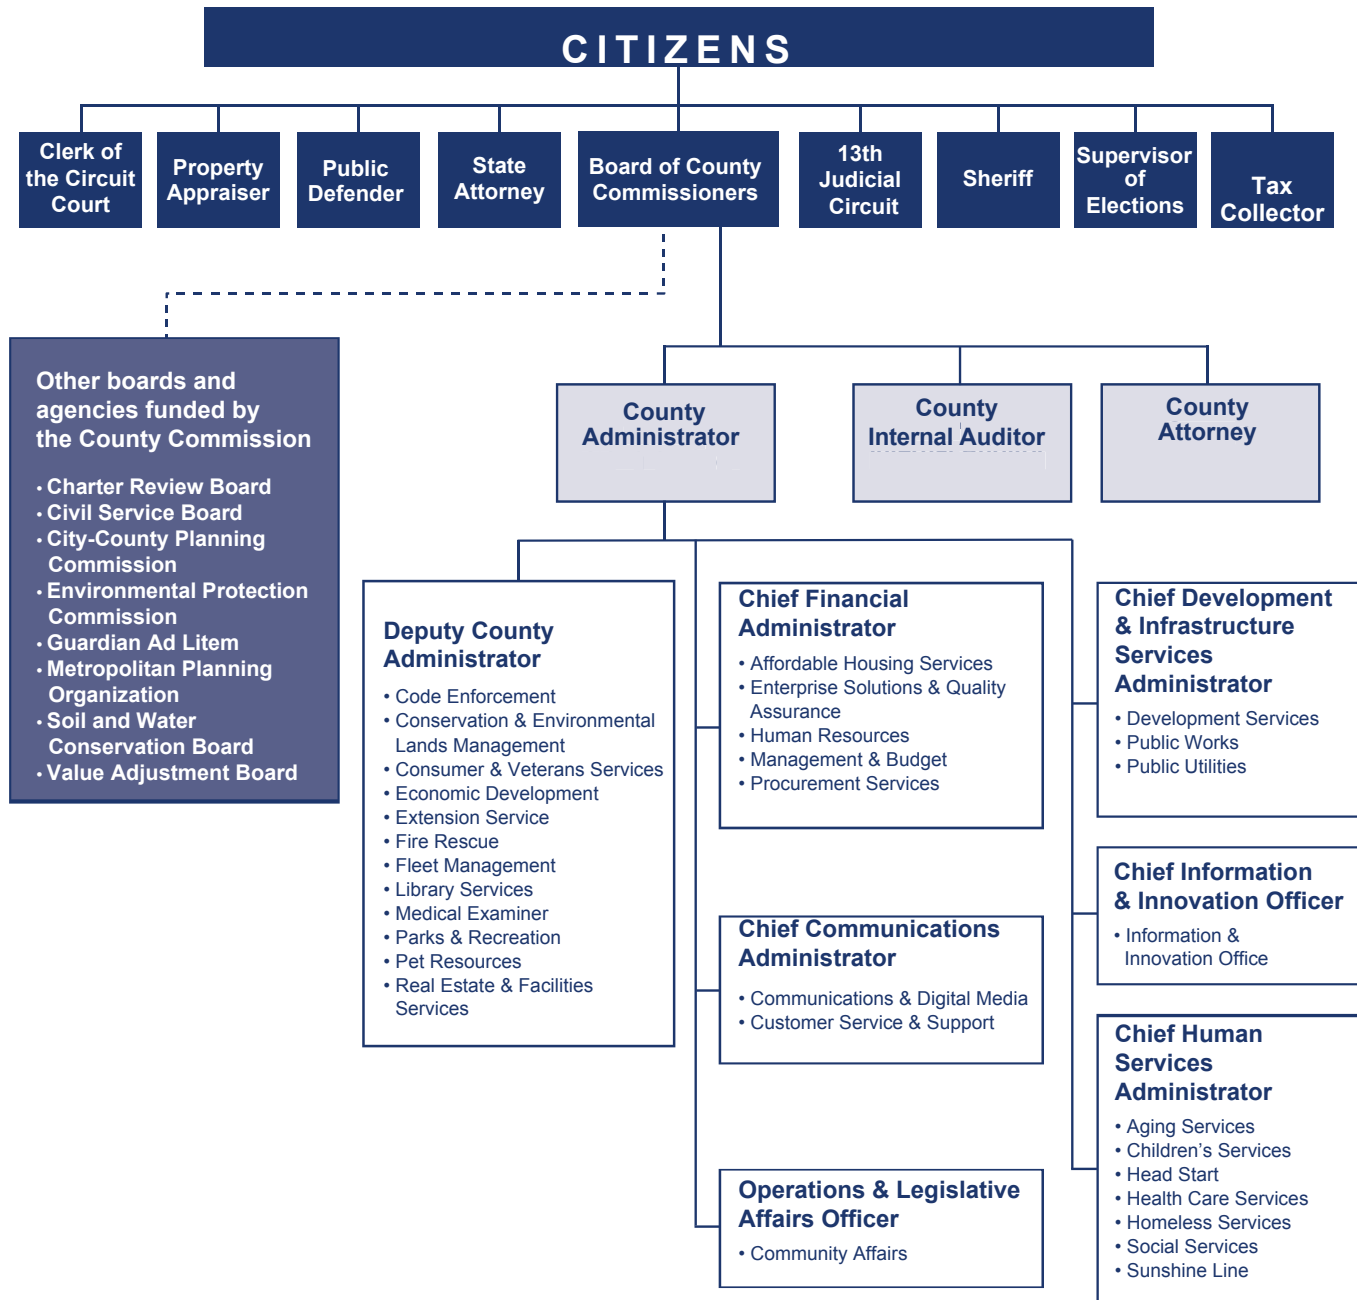 CITIZENS
Clerk of
the Circuit
Court
Property
Appraiser
Public
Defender
State
Attorney
Board of County
Commissioners
13th
Judicial
Circuit
Sheriff
Supervisor
of
Elections
Tax
Collector
Other boards and
agencies funded by
the County Commission
• Charter Review Board
• Civil Service Board
• City-County Planning
Commission
• Environmental Protection
Commission
• Guardian Ad Litem
• Metropolitan Planning
Organization
• Soil and Water
Conservation Board
• Value Adjustment Board
County
Administrator
County
Internal Auditor
County
Attorney
Deputy County
Administrator
• Code Enforcement
• Conservation & Environmental
Lands Management
• Consumer & Veterans Services
• Economic Development
• Extension Service
• Fire Rescue
• Fleet Management
• Library Services
• Medical Examiner
• Parks & Recreation
• Pet Resources
• Real Estate & Facilities
Services
Chief Financial
Administrator
• Affordable Housing Services
• Enterprise Solutions & Quality
Assurance
• Human Resources
• Management & Budget
• Procurement Services
Chief Communications
Administrator
• Communications & Digital Media
• Customer Service & Support
Operations & Legislative
Affairs Officer
• Community Affairs
Chief Development
& Infrastructure
Services
Administrator
• Development Services
• Public Works
• Public Utilities
Chief Information
& Innovation Officer
• Information &
Innovation Office
Chief Human
Services
Administrator
• Aging Services
• Children’s Services
• Head Start
• Health Care Services
• Homeless Services
• Social Services
• Sunshine Line